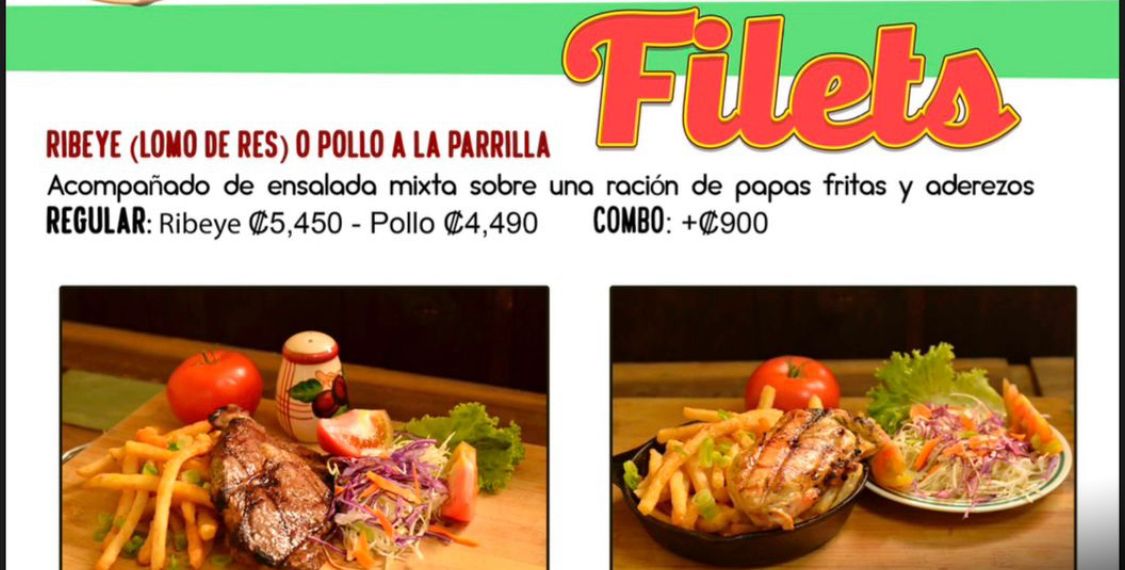 Filets
RIBEYE (LOMO DE RES) O POLLO A LA PARRILLA
Acompañado de ensalada mixta sobre una ración de papas fritas y aderezos
REGULAR: Ribeye ₡5,450 - Pollo ₡4,490 COMBO: +₡900